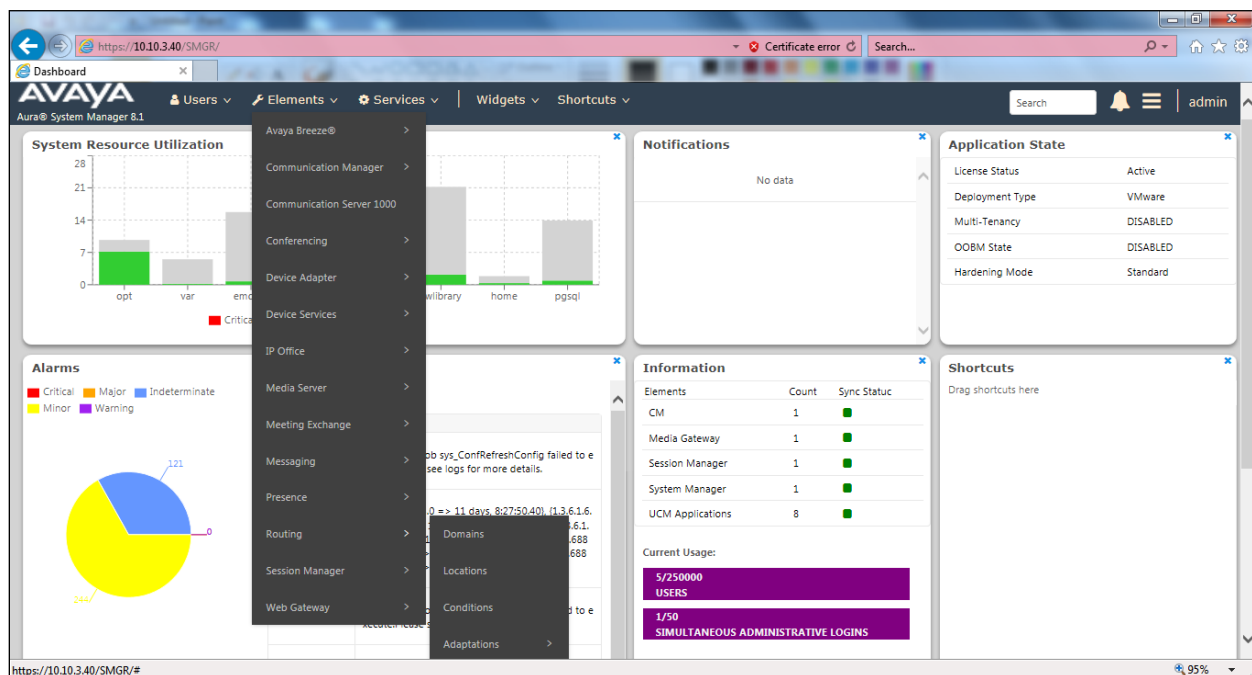 https://10.10.3.40/SMGR/
Certificate error
Search...
Dashboard
AVAYA
Aura® System Manager 8.1
Users
Elements
Services
Widgets
Shortcuts
Search
admin
Avaya Breeze®
Communication Manager
Communication Server 1000
Conferencing
Device Adapter
Device Services
IP Office
Media Server
Meeting Exchange
Messaging
Presence
Routing
Session Manager
Web Gateway
Domains
Locations
Conditions
Adaptations
System Resource Utilization
28
21
14
7
0
opt var home pgsql
Notifications
No data
Application State
License Status Active
Deployment Type VMware
Multi-Tenancy DISABLED
OOBM State DISABLED
Hardening Mode Standard
Alarms
Critical Major Indeterminate
Minor Warning
121
0
244
sys_ConfRefreshConfig failed to e
see logs for more details.
.0 => 11 days, 8:27:50.40}, {1.3.6.1.6.
Information
Elements Count Sync Statuc
CM 1
Media Gateway 1
Session Manager 1
System Manager 1
UCM Applications 8
Current Usage:
5/250000
USERS
1/50
SIMULTANEOUS ADMINISTRATIVE LOGINS
Shortcuts
Drag shortcuts here
https://10.10.3.40/SMGR/#
95%